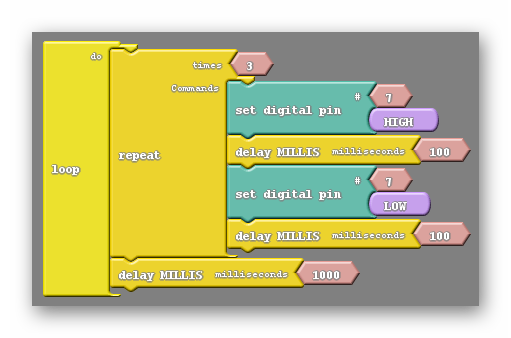 do
times 3
Commands
# 7
set digital pin
HIGH
repeat
delay MILLIS milliseconds 100
loop
# 7
set digital pin
LOW
delay MILLIS milliseconds 100
delay MILLIS milliseconds 1000